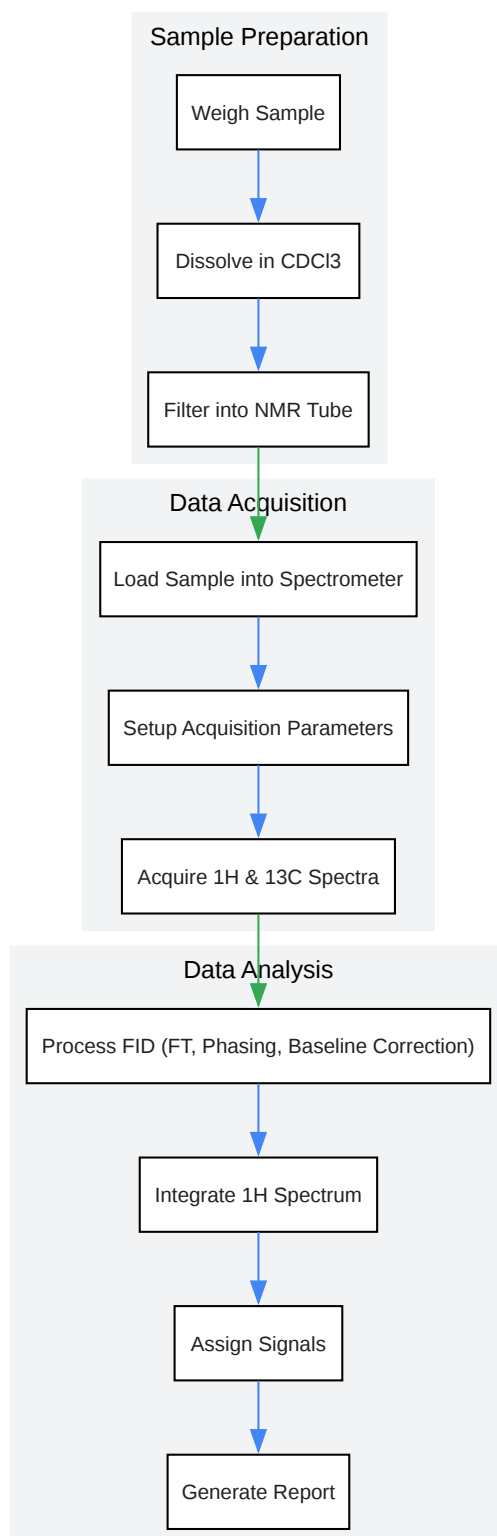 Sample Preparation
Weigh Sample
Dissolve in CDCl3
Filter into NMR Tube
Data Acquisition
Load Sample into Spectrometer
Setup Acquisition Parameters
Acquire 1H & 13C Spectra
Data Analysis
Process FID (FT, Phasing, Baseline Correction)
Integrate 1H Spectrum
Assign Signals
Generate Report